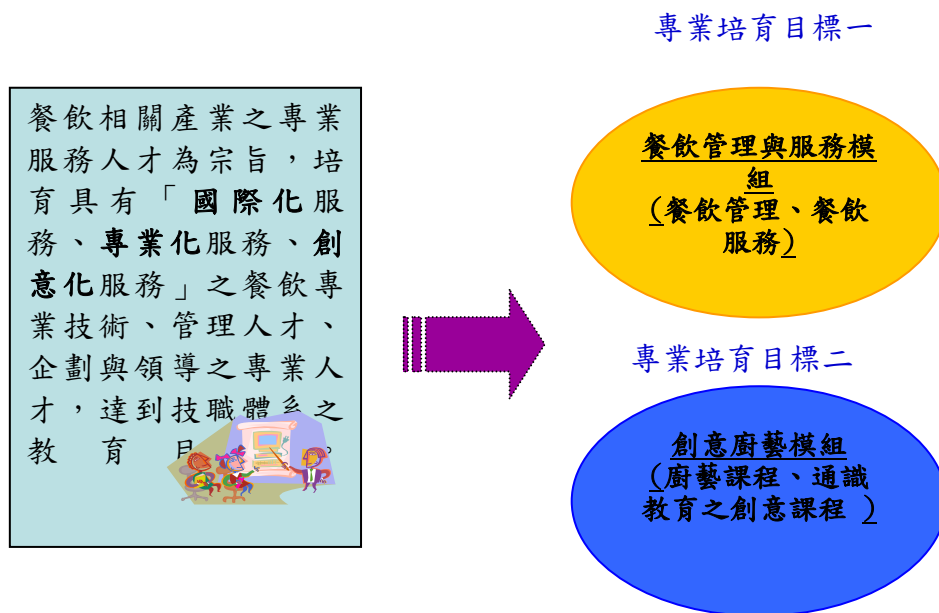 專業培育目標一
餐飲相關產業之專業
服務人才為宗旨，培
育具有「國際化服
務、專業化服務、創
意化服務」之餐飲專
業技術、管理人才、
企劃與領導之專業人
才，達到技職體系之
教育目。
餐飲管理與服務模
組
(餐飲管理、餐飲
服務)
專業培育目標二
創意廚藝模組
(廚藝課程、通識
教育之創意課程 )